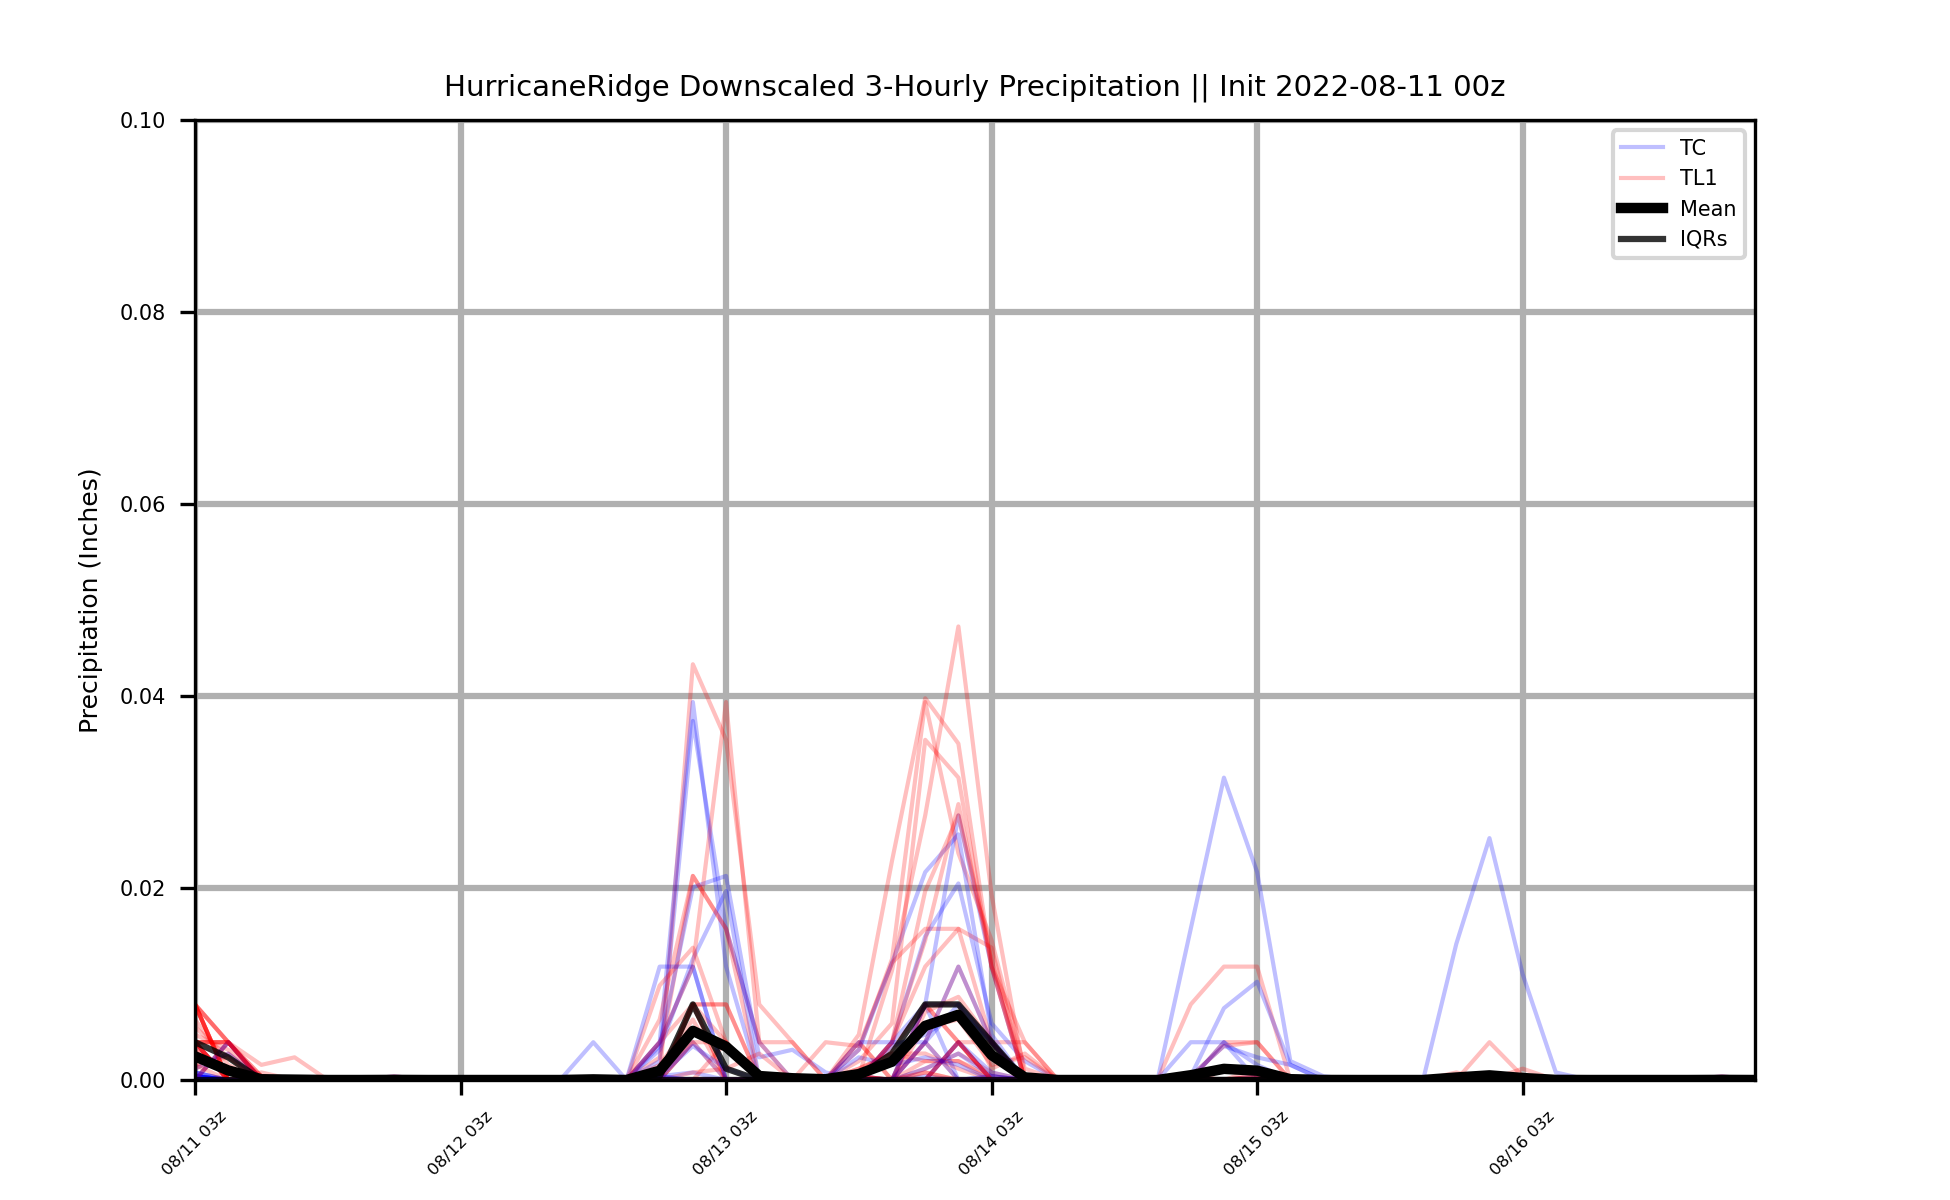 HurricaneRidge Downscaled 3-Hourly Precipitation || Init 2022-08-11 00z
TC
TL1
Mean
IQRs
Precipitation (Inches)
0.10
0.08
0.06
0.04
0.02
0.00
08/11 03z
08/12 03z
08/13 03z
08/14 03z
08/15 03z
08/16 03z